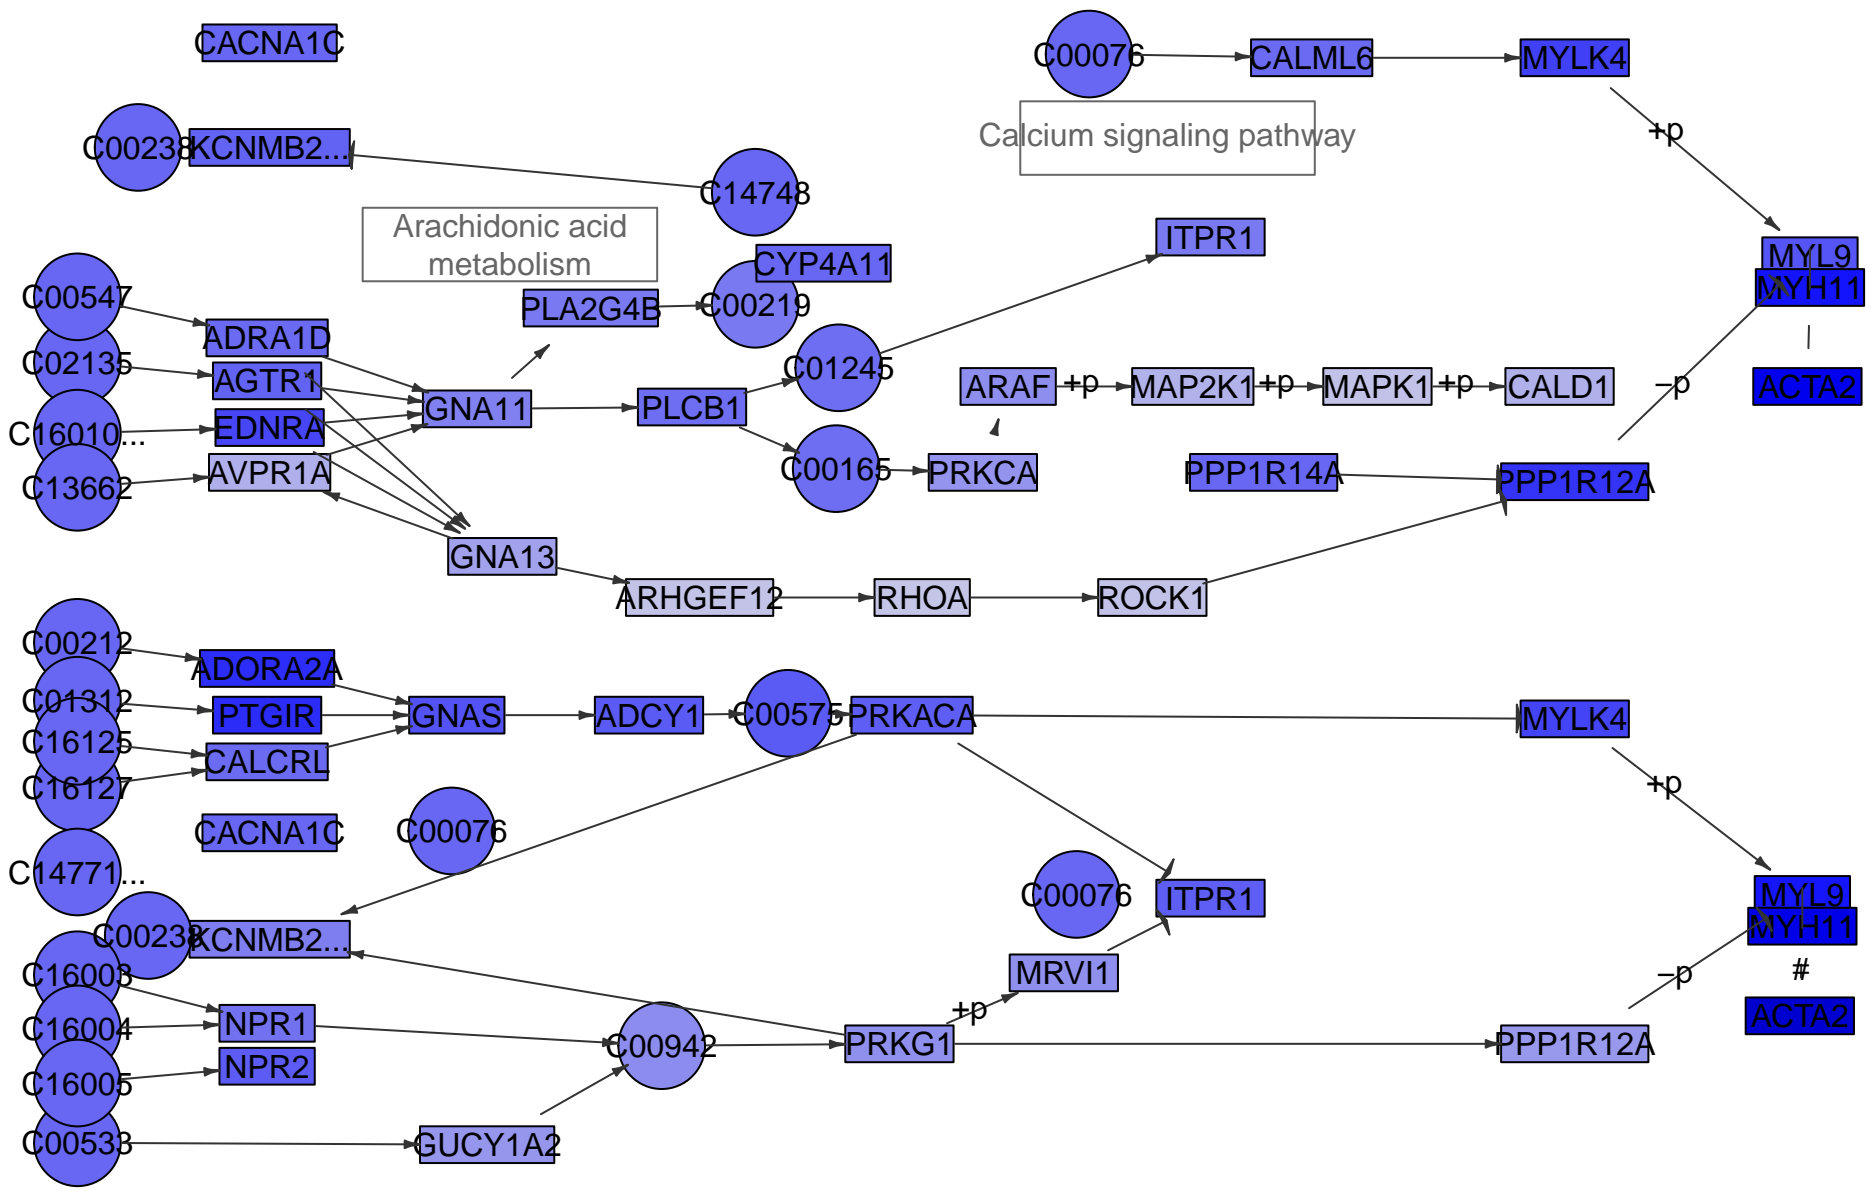 CACNA1C
C00076
CALML6
MYLK4
Calcium signaling pathway
+p
C00238
KCNMB2...
C14748
Arachidonic acid
metabolism
ITPR1
MYL9
MYH11
CYP4A11
C00219
PLA2G4B
C00547
ADRA1D
C02135
AGTR1
C01245
ARAF
+p
MAP2K1
+p
MAPK1
+p
CALD1
−p
ACTA2
GNA11
PLCB1
C16010...
EDNRA
C13662
AVPR1A
C00165
PRKCA
PPP1R14A
PPP1R12A
GNA13
ARHGEF12
RHOA
ROCK1
C00212
ADORA2A
C01312
PTGIR
GNAS
ADCY1
C00575
PRKACA
MYLK4
C16125
CALCRL
C16127
+p
CACNA1C
C00076
C14771...
C00076
ITPR1
MYL9
MYH11
C00238
KCNMB2...
C16003
MRVI1
−p
#
+p
ACTA2
C16004
NPR1
C00942
PRKG1
PPP1R12A
C16005
NPR2
C00533
GUCY1A2